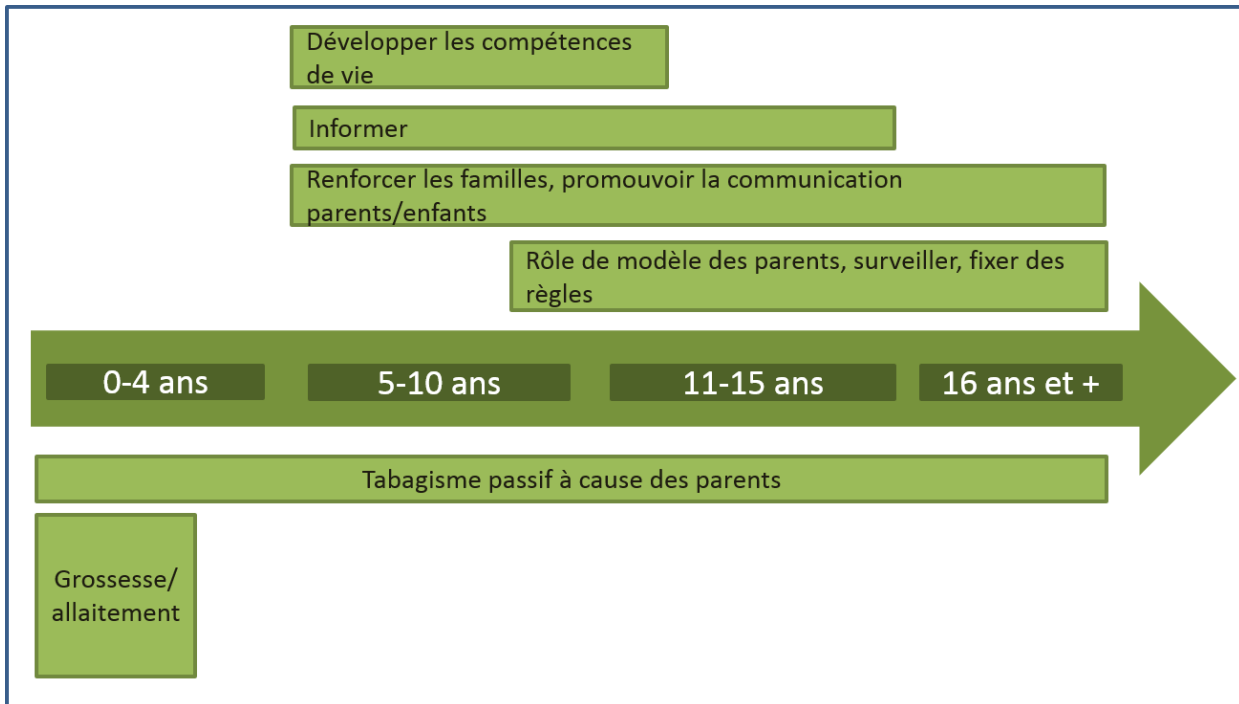 Développer les compétences
de vie
Informer
Renforcer les familles, promouvoir la communication
parents/enfants
Rôle de modèle des parents, surveiller, fixer des
règles
0-4 ans
5-10 ans
11-15 ans
16 ans et +
Tabagisme passif à cause des parents
Grossesse/
allaitement